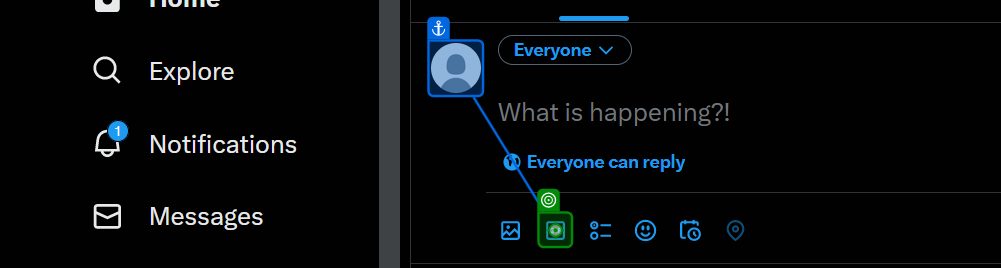 Home
Explore
1
Notifications
Messages
Everyone
What is happening?!
Everyone can reply